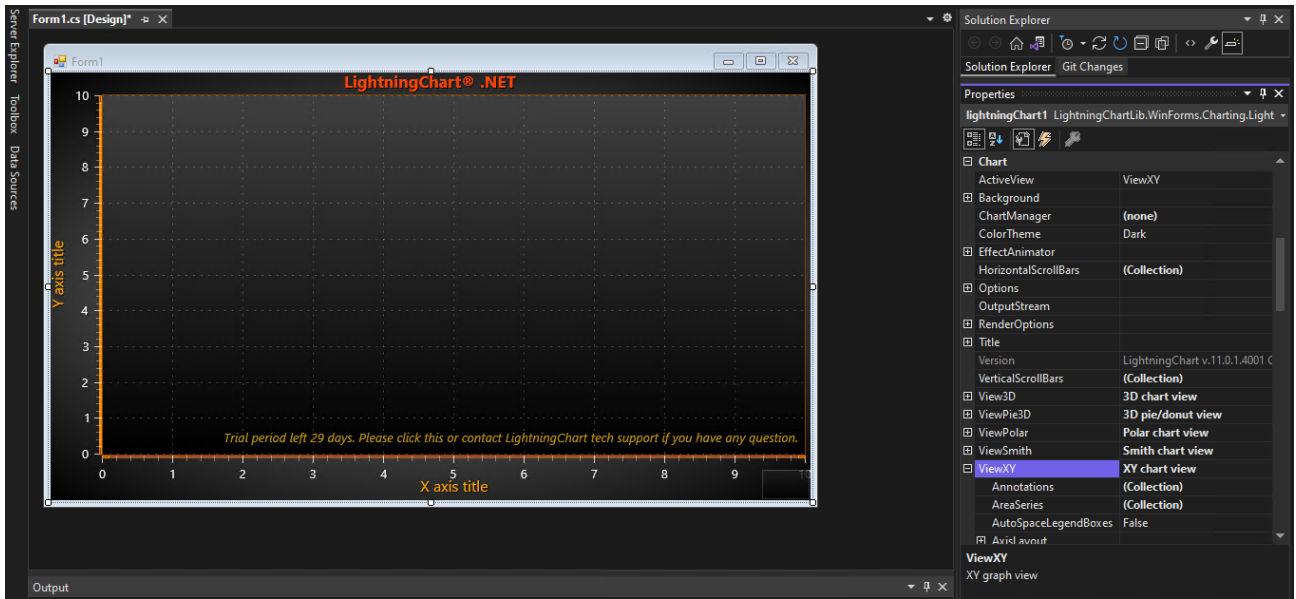 Server Explorer
Toolbox
Data Sources
Form1.cs [Design]*
Form1
LightningChart® .NET
10
9
8
7
6
5
4
3
2
1
0
Y axis title
Trial period left 29 days. Please click this or contact LightningChart tech support if you have any question.
0 1 2 3 4 5 6 7 8 9 10
X axis title
Output
Solution Explorer
Solution Explorer Git Changes
Properties
lightningChart1 LightningChartLib.WinForms.Charting.Light
Chart
ActiveView ViewXY
Background
ChartManager (none)
ColorTheme Dark
EffectAnimator
HorizontalScrollBars (Collection)
Options
OutputStream
RenderOptions
Title
Version LightningChart v.11.0.1.4001 C
VerticalScrollBars (Collection)
View3D 3D chart view
ViewPie3D 3D pie/donut view
ViewPolar Polar chart view
ViewSmith Smith chart view
ViewXY XY chart view
Annotations (Collection)
AreaSeries (Collection)
AutoSpaceLegendBoxes False
AxisLayout
ViewXY
XY graph view